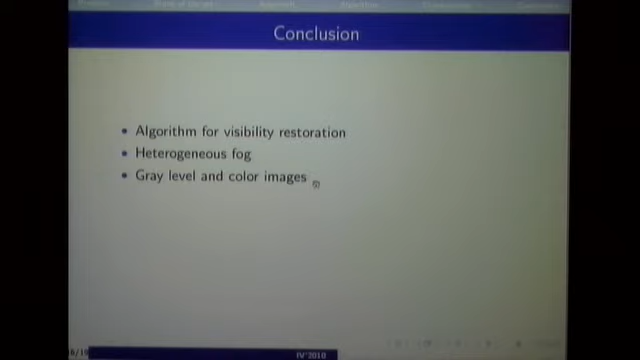 Conclusion
Algorithm for visibility restoration
Heterogeneous fog
Gray level and color images
IV'2010